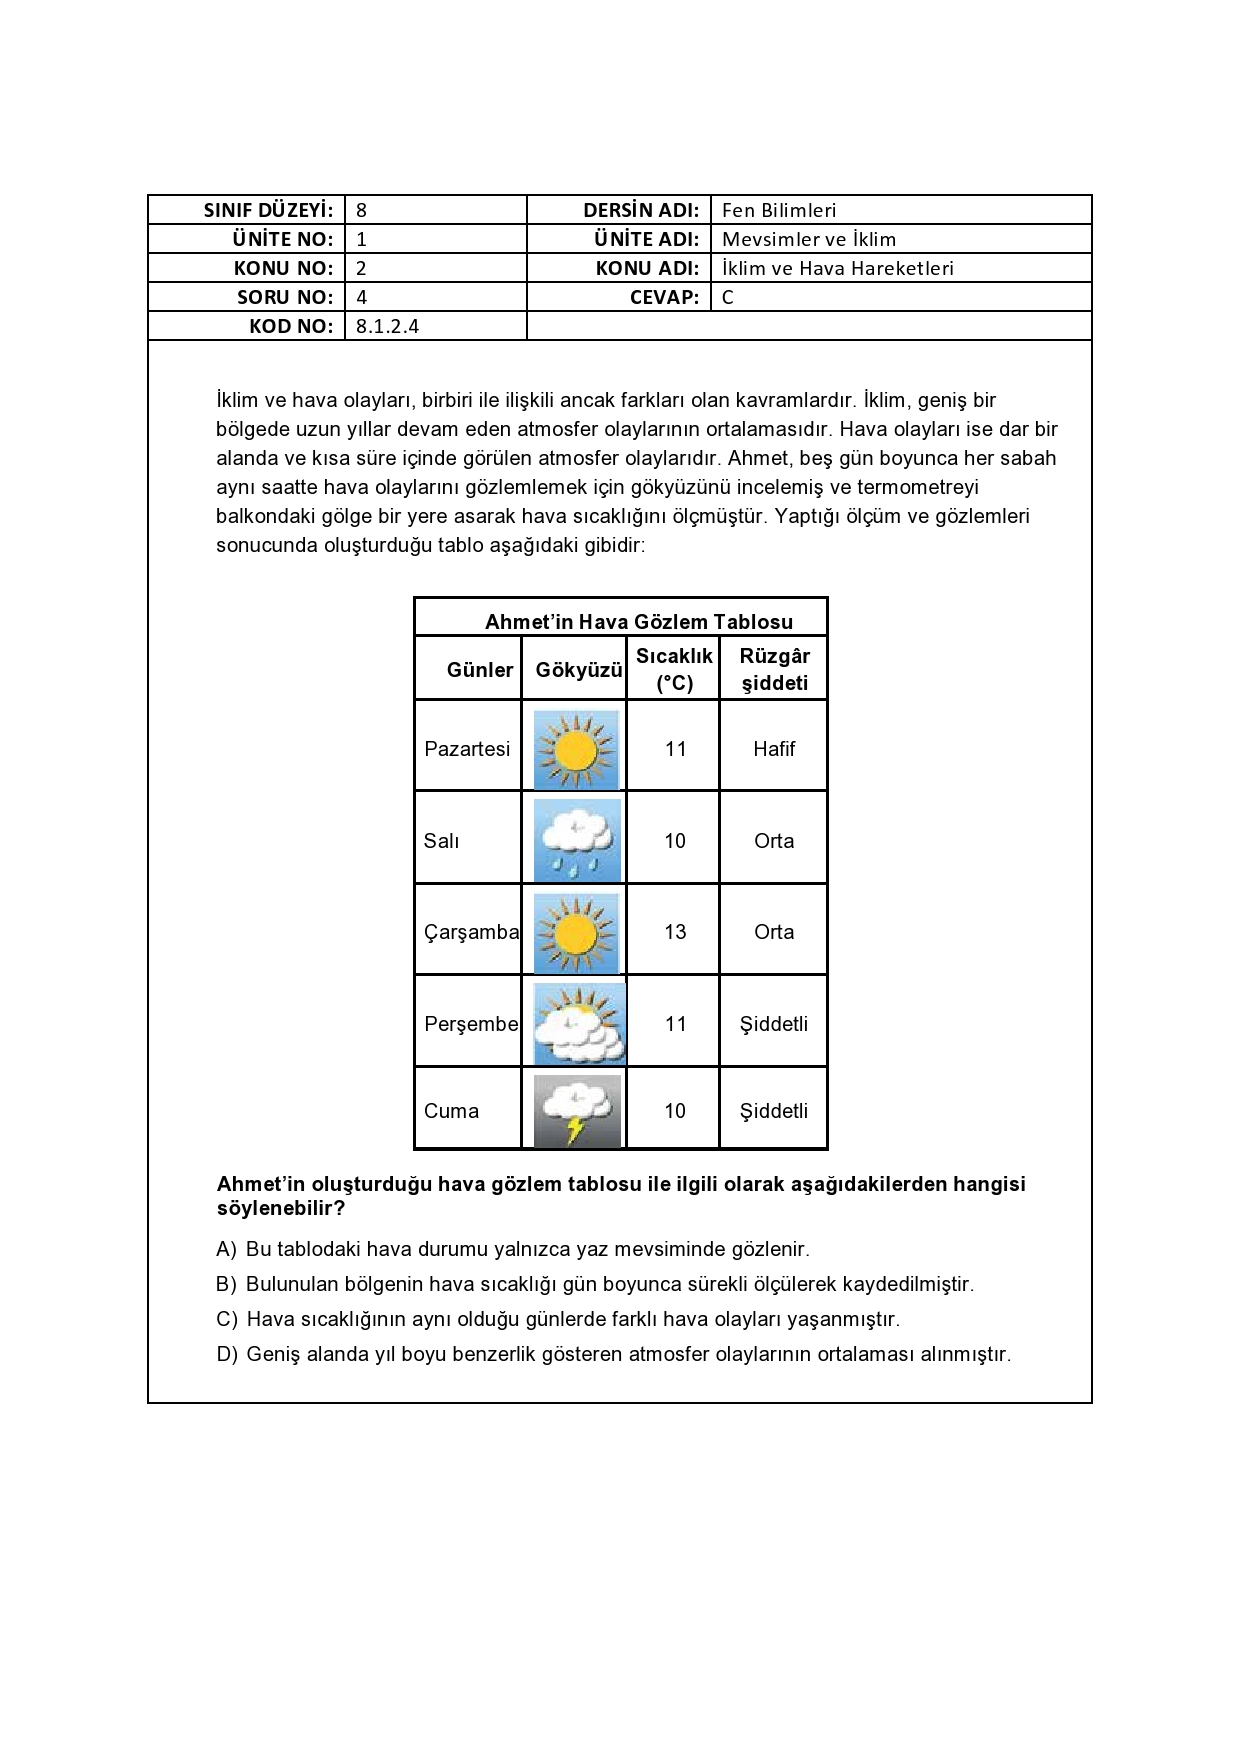 SINIF DÜZEYİ: 8 DERSİN ADI: Fen Bilimleri
ÜNİTE NO: 1 ÜNİTE ADI: Mevsimler ve İklim
KONU NO: 2 KONU ADI: İklim ve Hava Hareketleri
SORU NO: 4 CEVAP: C
KOD NO: 8.1.2.4
İklim ve hava olayları, birbiri ile ilişkili ancak farkları olan kavramlardır. İklim, geniş bir
bölgede uzun yıllar devam eden atmosfer olaylarının ortalamasıdır. Hava olayları ise dar bir
alanda ve kısa süre içinde görülen atmosfer olaylarıdır. Ahmet, beş gün boyunca her sabah
aynı saatte hava olaylarını gözlemlemek için gökyüzünü incelemiş ve termometreyi
balkondaki gölge bir yere asarak hava sıcaklığını ölçmüştür. Yaptığı ölçüm ve gözlemleri
sonucunda oluşturduğu tablo aşağıdaki gibidir:
Ahmet’in Hava Gözlem Tablosu
Günler Gökyüzü Sıcaklık (°C) Rüzgâr şiddeti
Pazartesi 11 Hafif
Salı 10 Orta
Çarşamba 13 Orta
Perşembe 11 Şiddetli
Cuma 10 Şiddetli
Ahmet’in oluşturduğu hava gözlem tablosu ile ilgili olarak aşağıdakilerden hangisi
söylenebilir?
A) Bu tablodaki hava durumu yalnızca yaz mevsiminde gözlenir.
B) Bulunulan bölgenin hava sıcaklığı gün boyunca sürekli ölçülerek kaydedilmiştir.
C) Hava sıcaklığının aynı olduğu günlerde farklı hava olayları yaşanmıştır.
D) Geniş alanda yıl boyu benzerlik gösteren atmosfer olaylarının ortalaması alınmıştır.